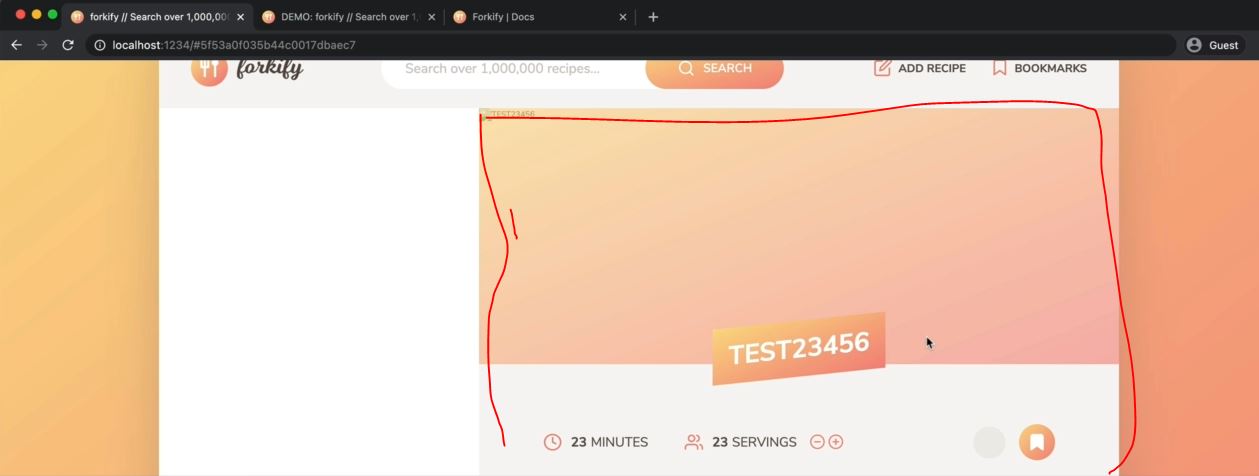 forkify // Search over 1,000,00
DEMO: forkify // Search over 1,
Forkify | Docs
localhost:1234/#5f53a0f035b44c0017dbaec7
Guest
forkify
Search over 1,000,000 recipes...
SEARCH
ADD RECIPE
BOOKMARKS
TEST23456
TEST23456
23 MINUTES
23 SERVINGS